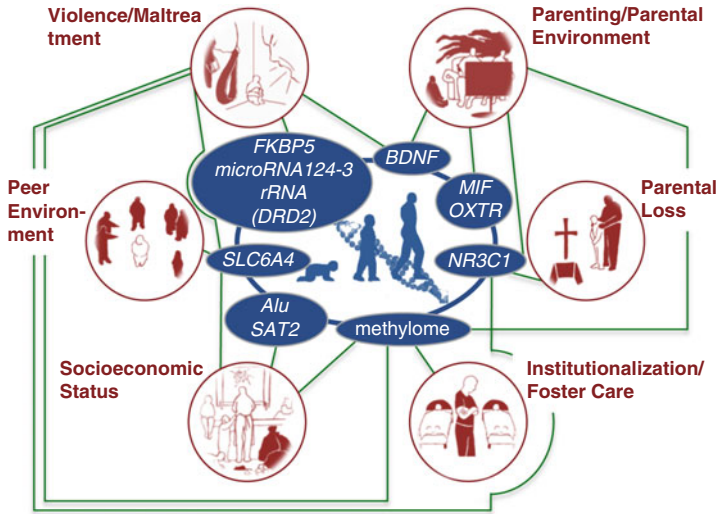 Violence/Maltrea
tment
Parenting/Parental
Environment
FKBP5
microRNA124-3
rRNA
(DRD2)
BDNF
MIF
OXTR
Peer
Environ-
ment
Parental
Loss
SLC6A4
NR3C1
Alu
SAT2
methylome
Socioeconomic
Status
Institutionalization/
Foster Care